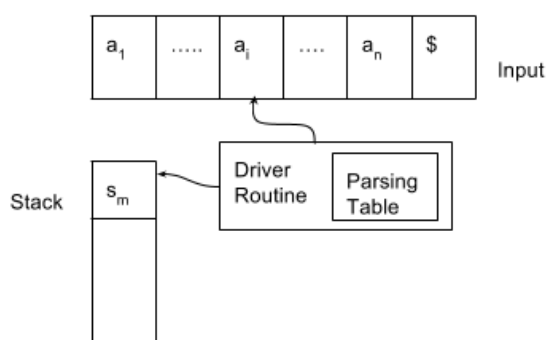 a1 ..... ai .... an $
Input
Driver
Routine
Parsing
Table
Stack
sm